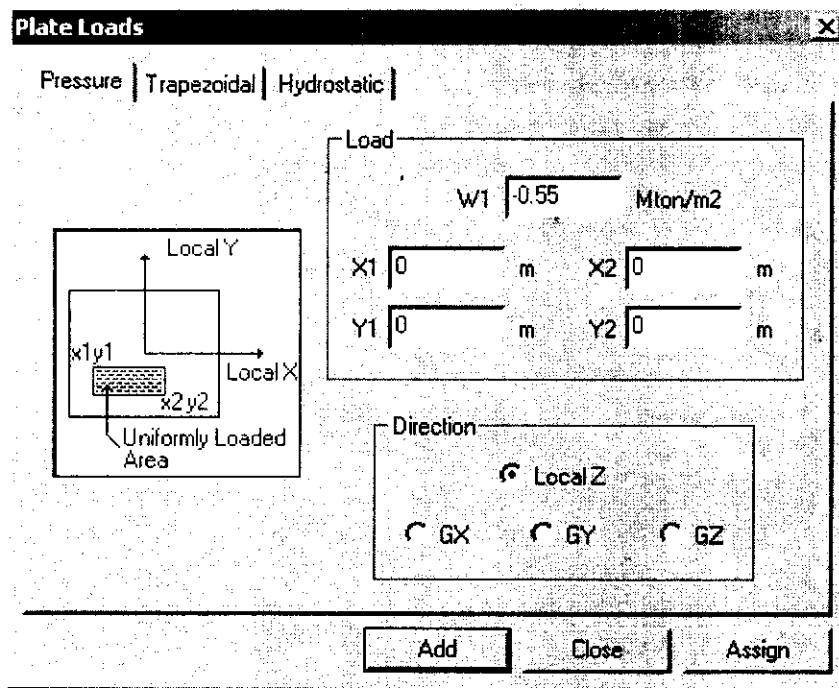 Plate Loads
Pressure Trapezoidal Hydrostatic
Load
W1 -0.55 Mton/m2
X1 0 m X2 0 m
Y1 0 m Y2 0 m
Local Y
x1y1
Local X
x2y2
Uniformly Loaded
Area
Direction
Local Z
GX GY GZ
Add Close Assign